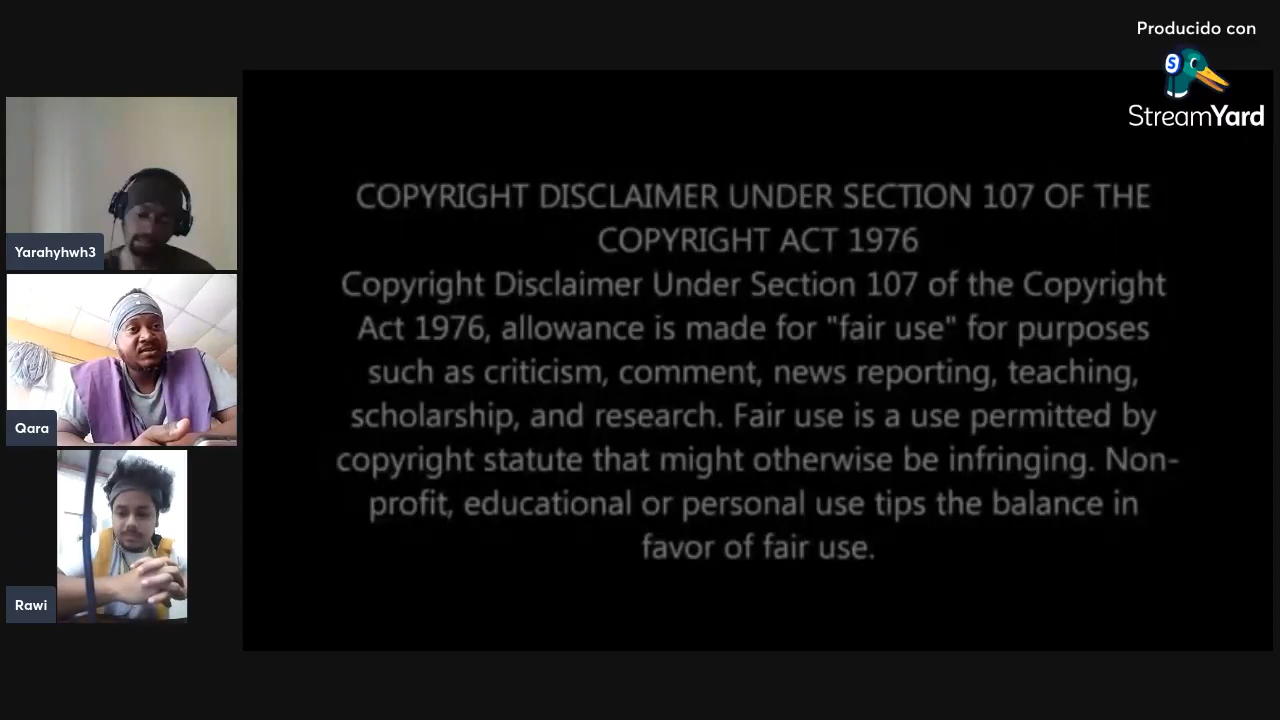 Producido con
S
StreamYard
Yarahyhwh3
Qara
Rawi
COPYRIGHT DISCLAIMER UNDER SECTION 107 OF THE
COPYRIGHT ACT 1976
Copyright Disclaimer Under Section 107 of the Copyright
Act 1976, allowance is made for "fair use" for purposes
such as criticism, comment, news reporting, teaching,
scholarship, and research. Fair use is a use permitted by
copyright statute that might otherwise be infringing. Non-
profit, educational or personal use tips the balance in
favor of fair use.